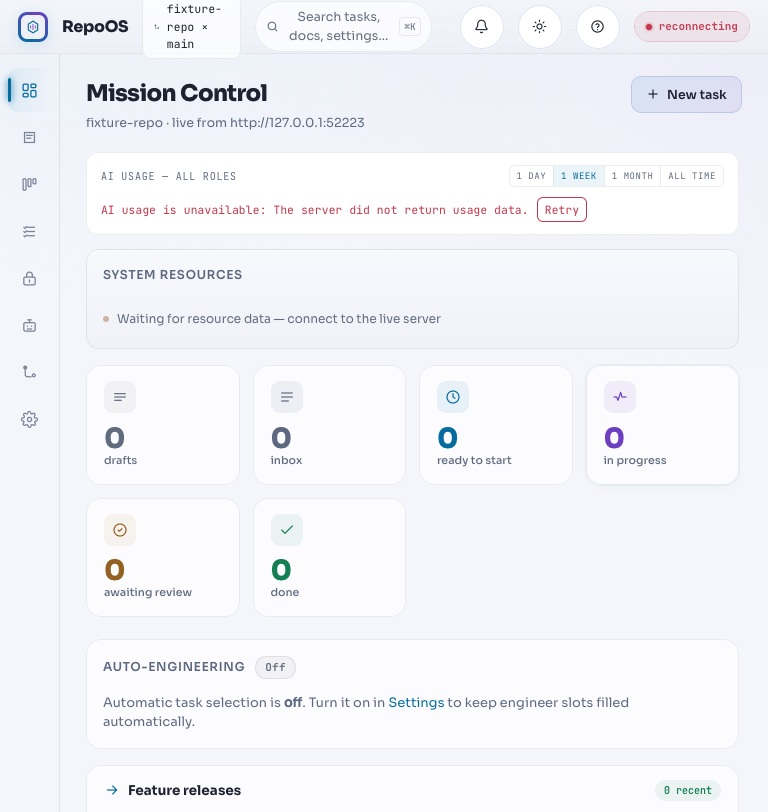 RepoOS
fixture-
repo ×
main
Search tasks,
docs, settings...
⌘K
reconnecting
Mission Control
fixture-repo · live from http://127.0.0.1:52223
+ New task
AI USAGE — ALL ROLES
1 DAY
1 WEEK
1 MONTH
ALL TIME
AI usage is unavailable: The server did not return usage data.
Retry
SYSTEM RESOURCES
Waiting for resource data — connect to the live server
0
drafts
0
inbox
0
ready to start
0
in progress
0
awaiting review
0
done
AUTO-ENGINEERING
Off
Automatic task selection is off. Turn it on in Settings to keep engineer slots filled
automatically.
Feature releases
0 recent